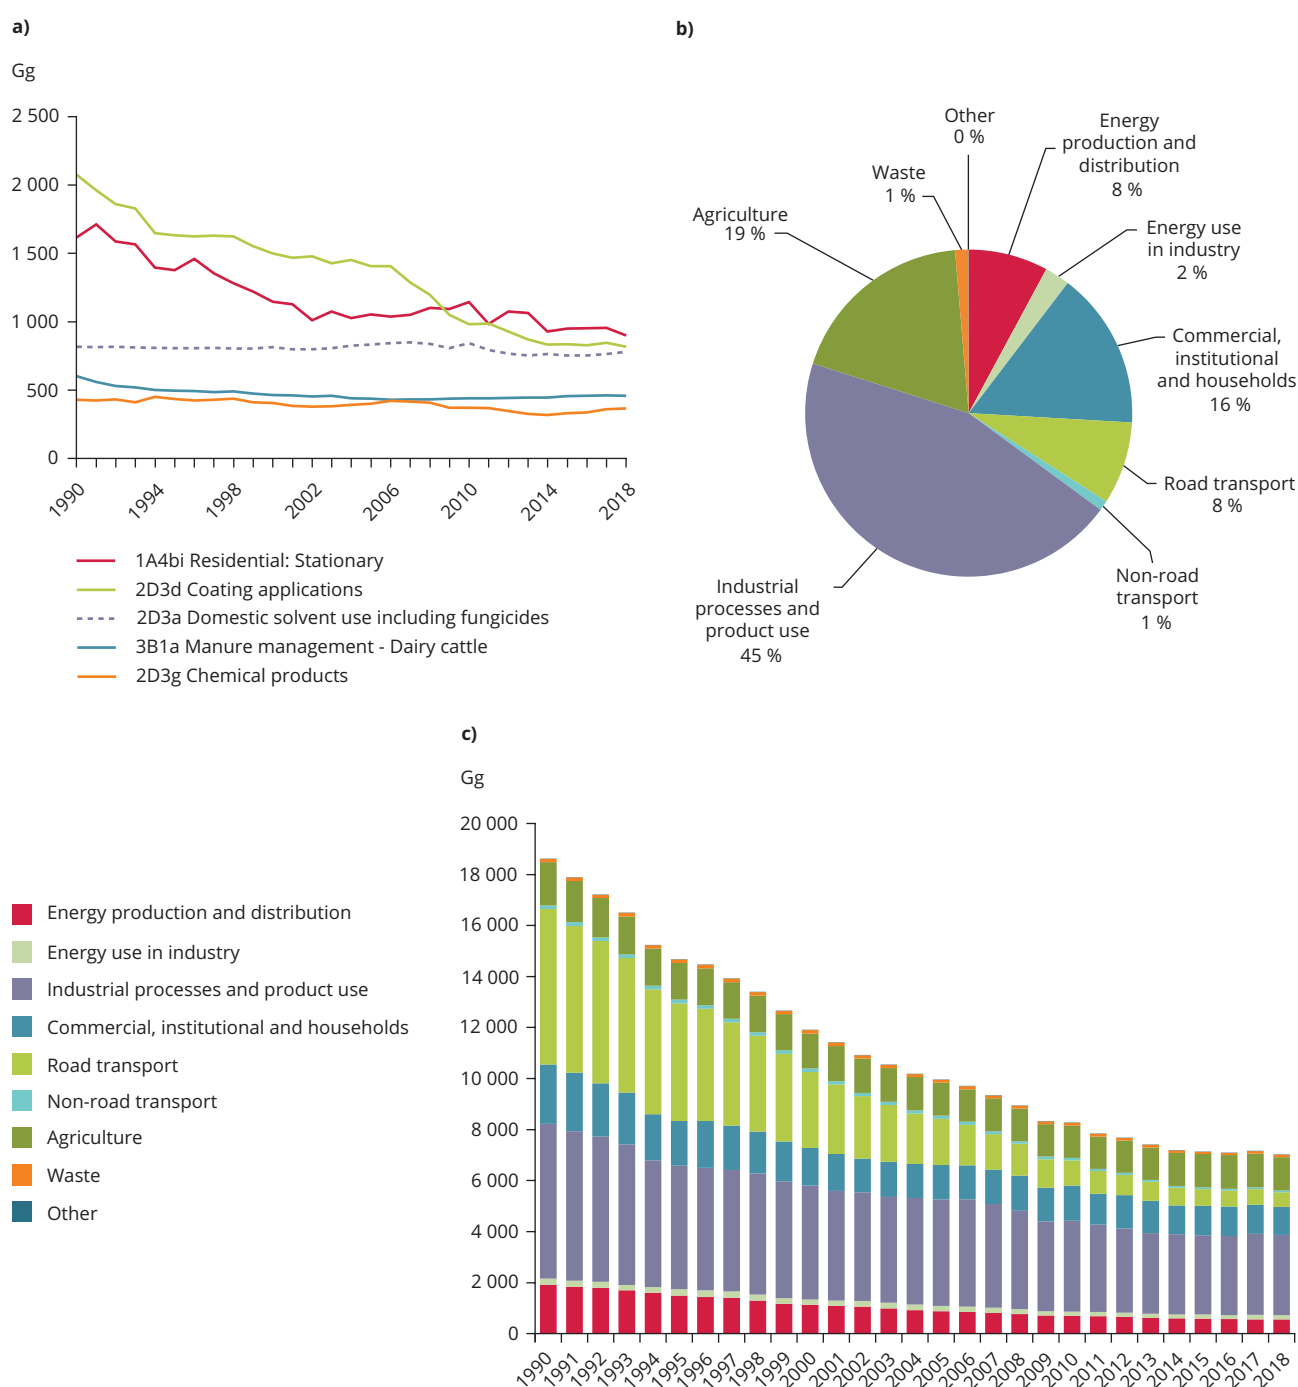 a)
Gg
2 500
2 000
1 500
1 000
500
0
1990
1994
1998
2002
2006
2010
2014
2018
1A4bi Residential: Stationary
2D3d Coating applications
2D3a Domestic solvent use including fungicides
3B1a Manure management - Dairy cattle
2D3g Chemical products
b)
Other
0 %
Energy
production and
distribution
8 %
Waste
1 %
Agriculture
19 %
Energy use
in industry
2 %
Commercial,
institutional
and households
16 %
Road transport
8 %
Non-road
transport
1 %
Industrial
processes and
product use
45 %
c)
Gg
20 000
18 000
16 000
14 000
12 000
10 000
8 000
6 000
4 000
2 000
0
1990
1991
1992
1993
1994
1995
1996
1997
1998
1999
2000
2001
2002
2003
2004
2005
2006
2007
2008
2009
2010
2011
2012
2013
2014
2015
2016
2017
2018
Energy production and distribution
Energy use in industry
Industrial processes and product use
Commercial, institutional and households
Road transport
Non-road transport
Agriculture
Waste
Other